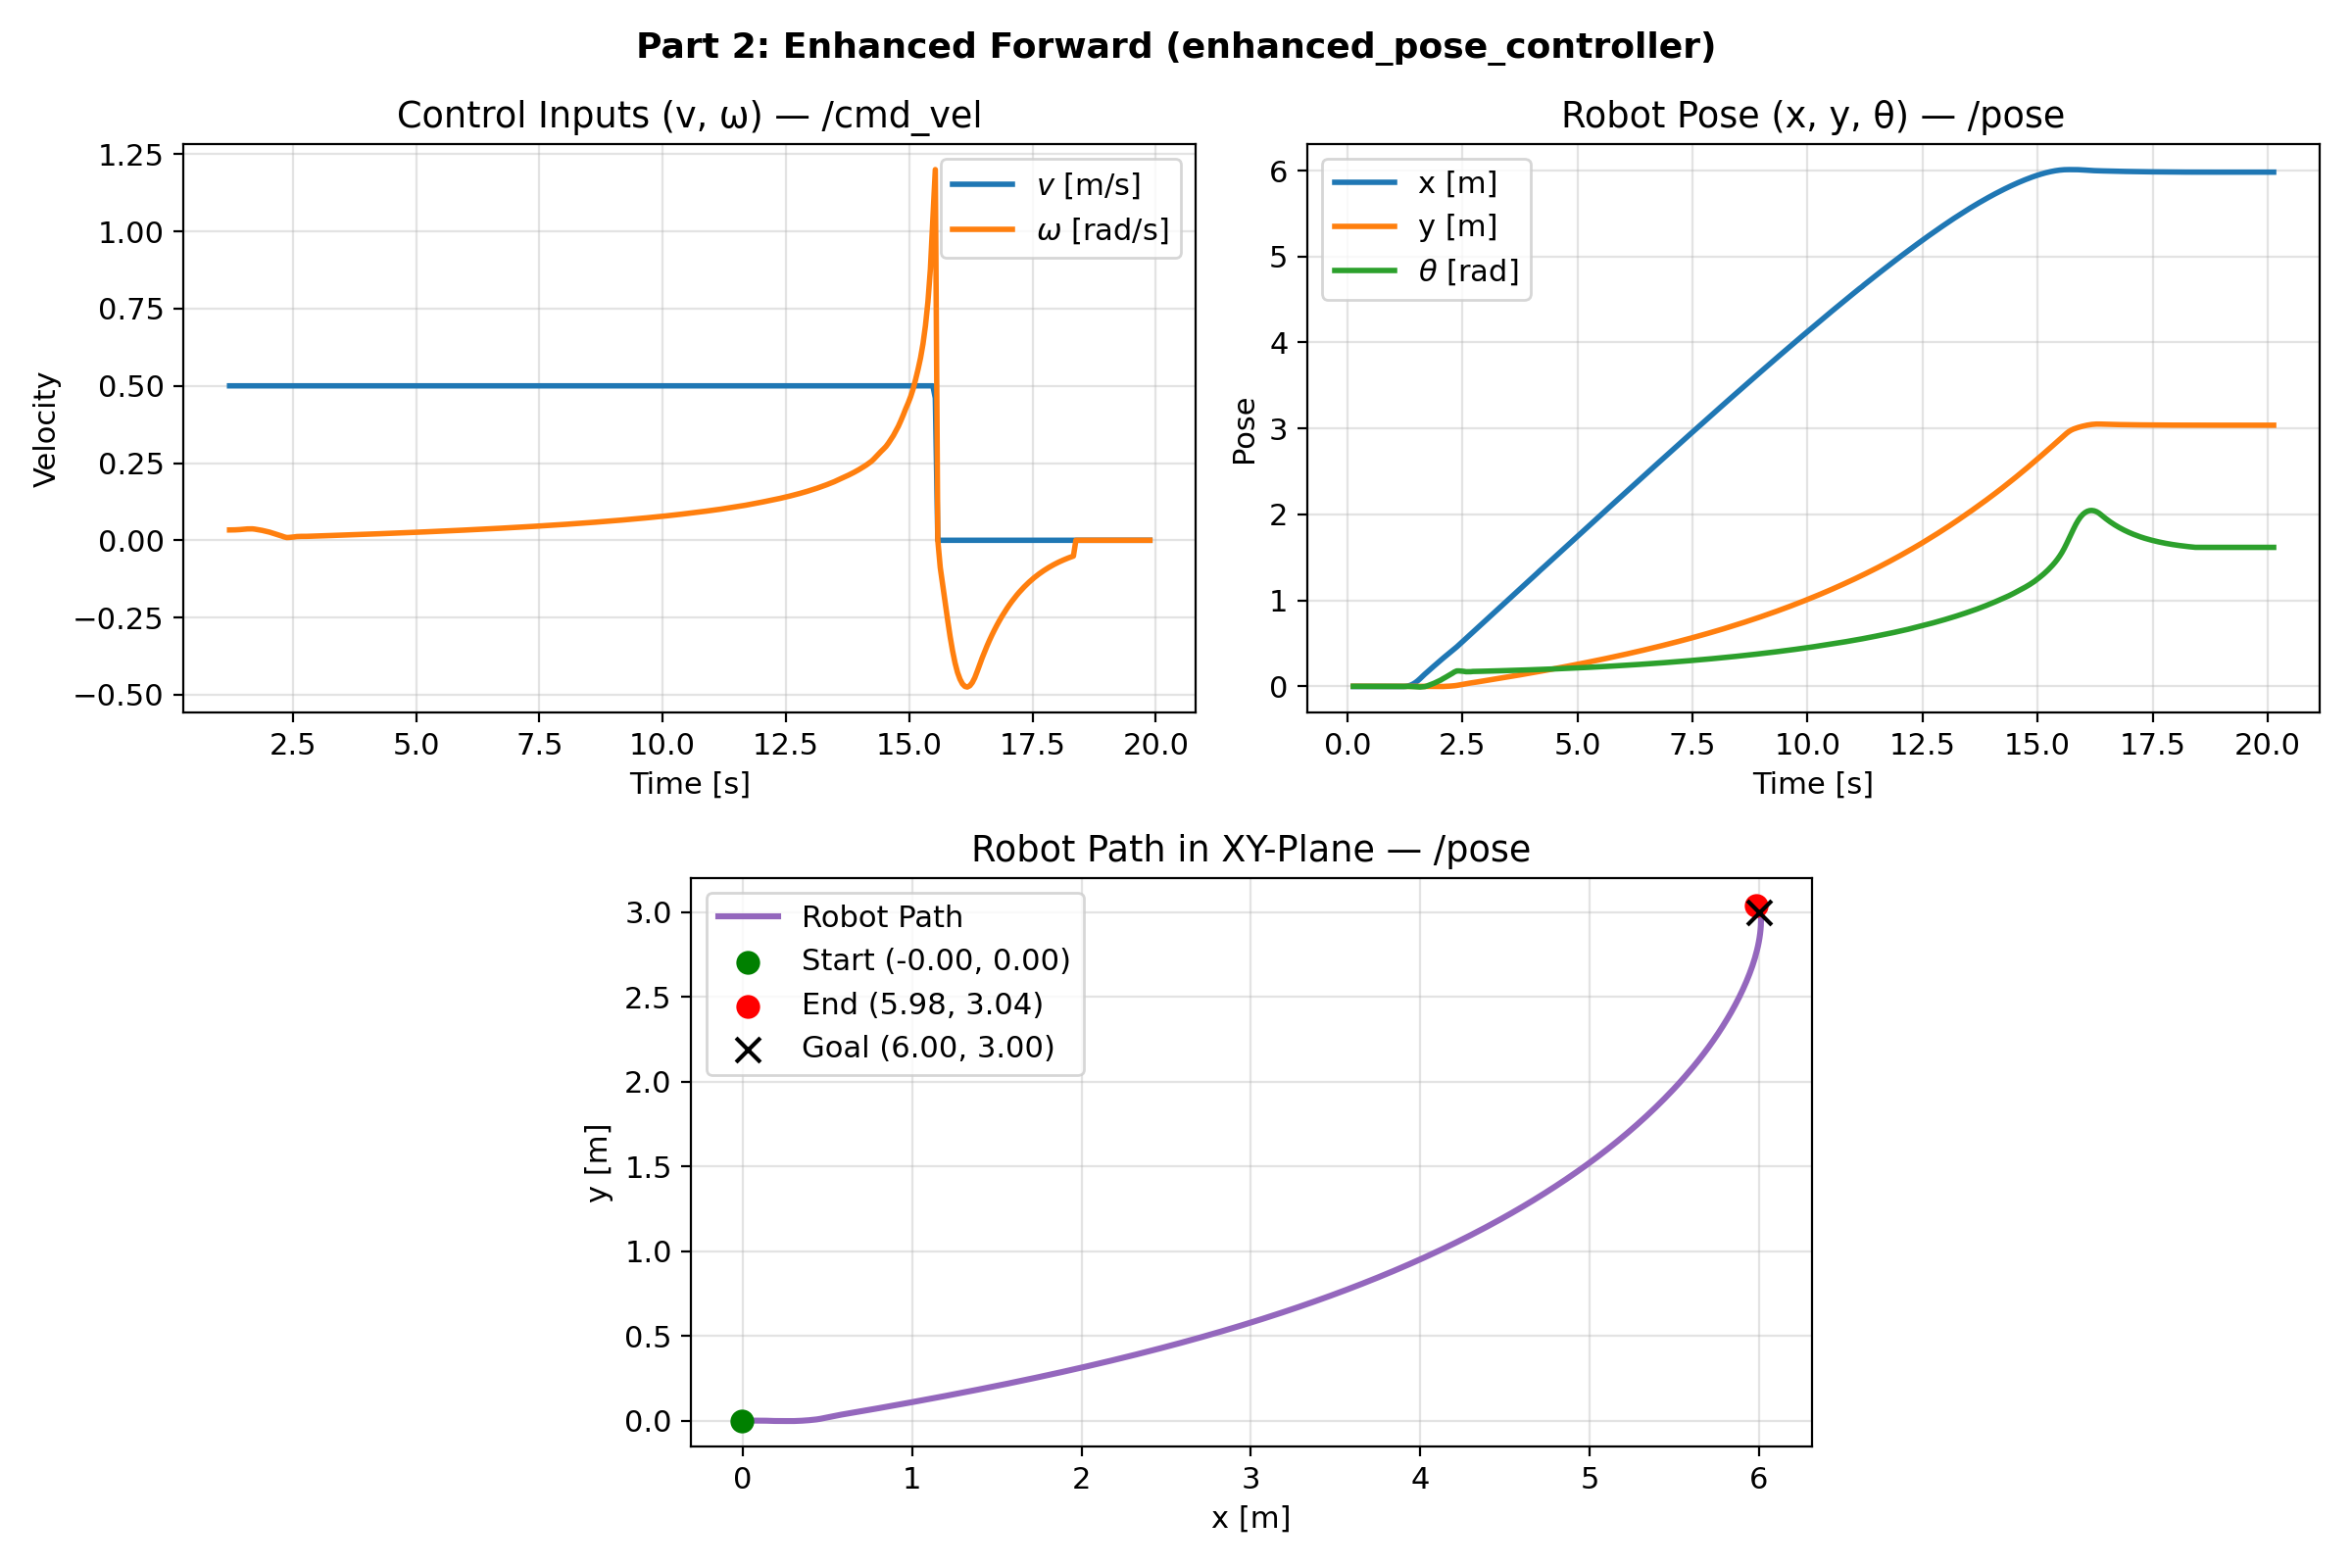 Part 2: Enhanced Forward (enhanced_pose_controller)
Control Inputs (v, ω) — /cmd_vel
1.25
1.00
0.75
0.50
0.25
0.00
−0.25
−0.50
Velocity
v [m/s]
ω [rad/s]
2.5 5.0 7.5 10.0 12.5 15.0 17.5 20.0
Time [s]
Robot Pose (x, y, θ) — /pose
6
5
4
3
2
1
0
Pose
x [m]
y [m]
θ [rad]
0.0 2.5 5.0 7.5 10.0 12.5 15.0 17.5 20.0
Time [s]
Robot Path in XY-Plane — /pose
3.0
2.5
2.0
1.5
1.0
0.5
0.0
y [m]
Robot Path
Start (-0.00, 0.00)
End (5.98, 3.04)
Goal (6.00, 3.00)
0 1 2 3 4 5 6
x [m]